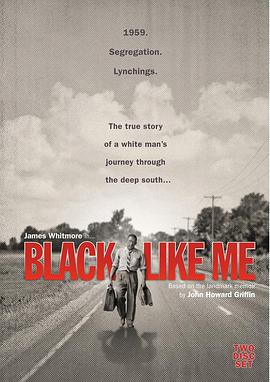 1959.
Segregation.
Lynchings.
The true story
of a white man's
journey through
the deep south...
James Whitmore in...
BLACK LIKE ME
Based on the landmark memoir
by John Howard Griffin
TWO
DISC
SET